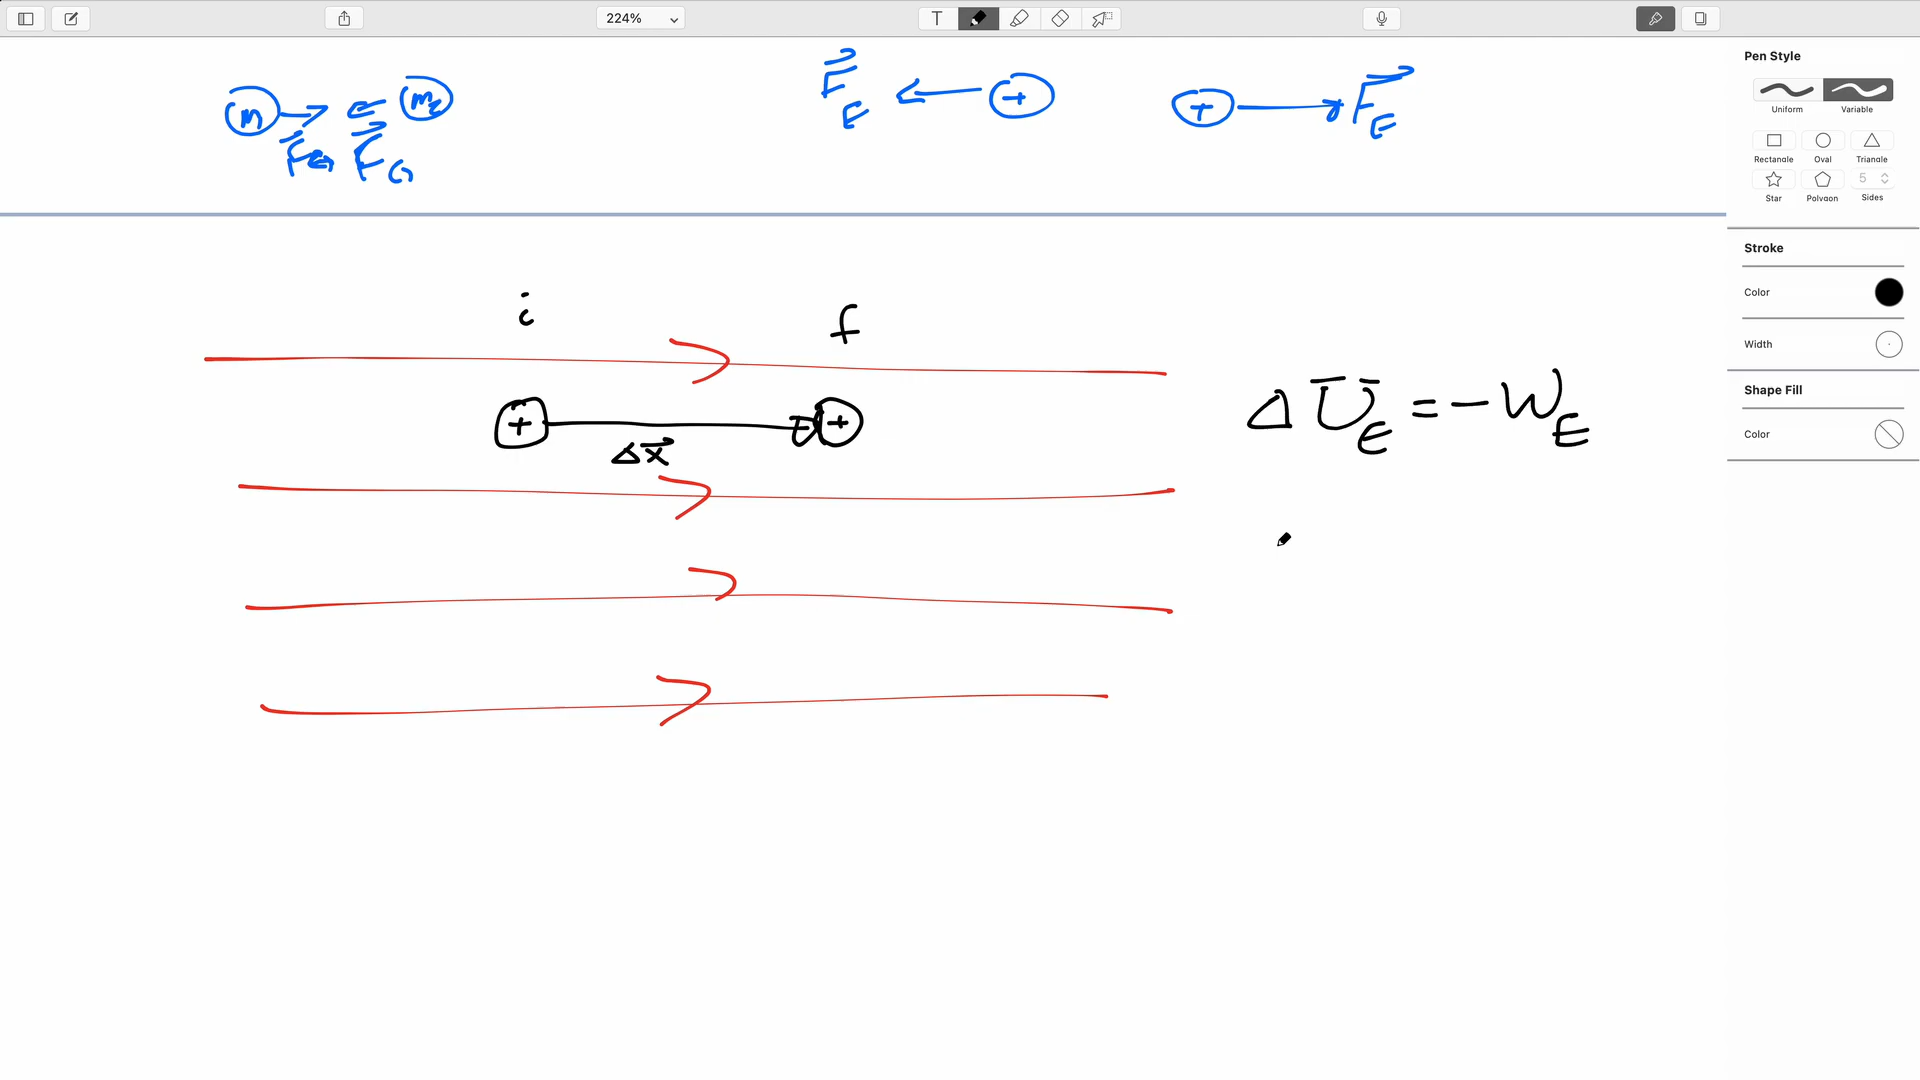 224%
T
Pen Style
Uniform Variable
Rectangle Oval Triangle
5
Star Polygon Sides
Stroke
Color
Width
Shape Fill
Color
m m₂
F⃗G F⃗G
F⃗E + + F⃗E
i f
+ + 
Δx⃗
ΔUE = -WE